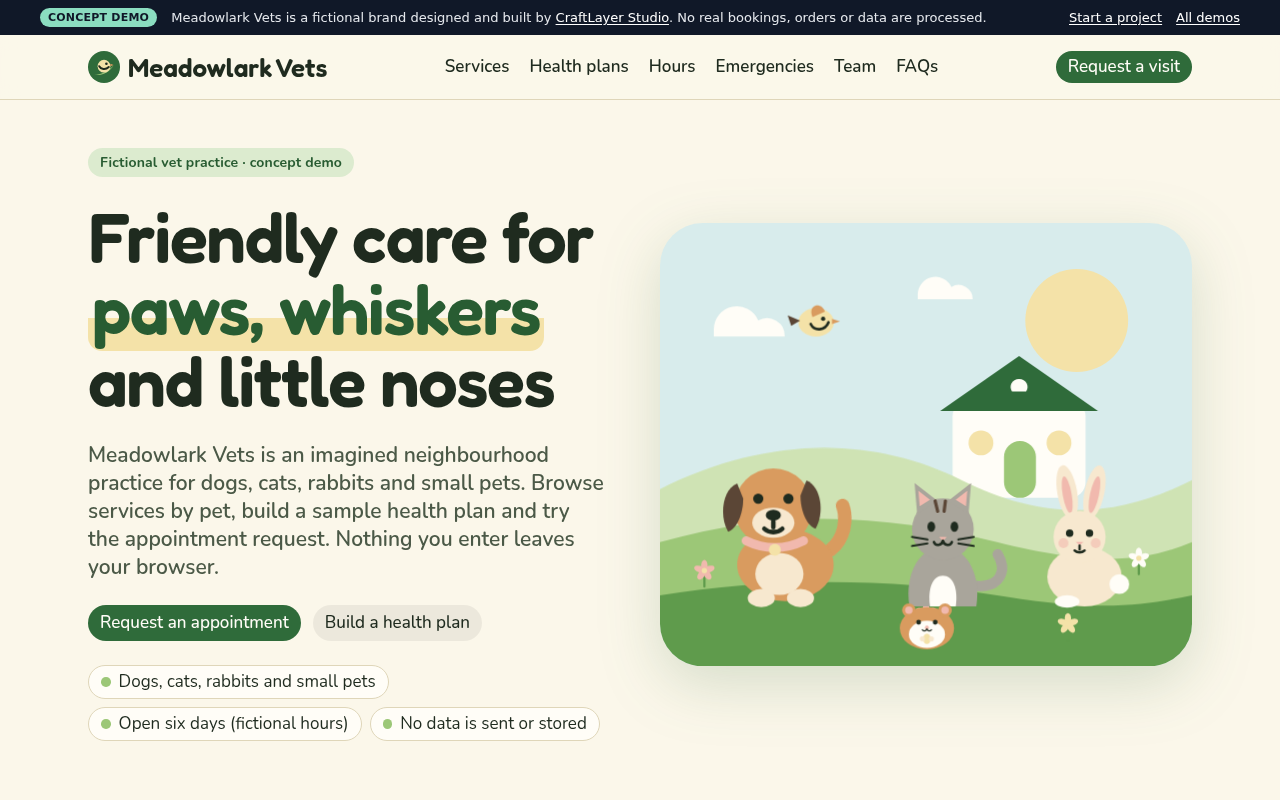 CONCEPT DEMO Meadowlark Vets is a fictional brand designed and built by CraftLayer Studio. No real bookings, orders or data are processed. Start a project All demos
Meadowlark Vets Services Health plans Hours Emergencies Team FAQs Request a visit
Fictional vet practice · concept demo
Friendly care for
paws, whiskers
and little noses
Meadowlark Vets is an imagined neighbourhood
practice for dogs, cats, rabbits and small pets. Browse
services by pet, build a sample health plan and try
the appointment request. Nothing you enter leaves
your browser.
Request an appointment Build a health plan
Dogs, cats, rabbits and small pets
Open six days (fictional hours) No data is sent or stored